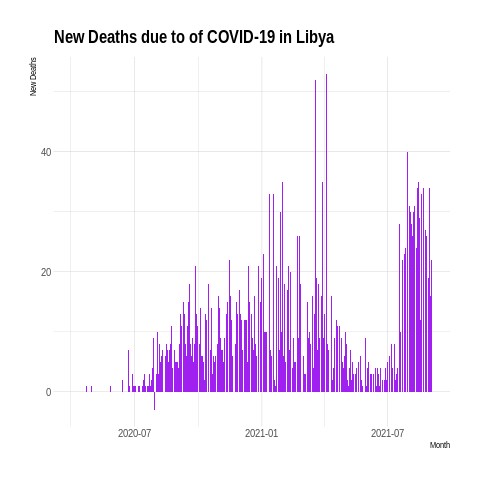 New Deaths due to of COVID-19 in Libya
New Deaths
40
20
0
2020-07
2021-01
2021-07
Month